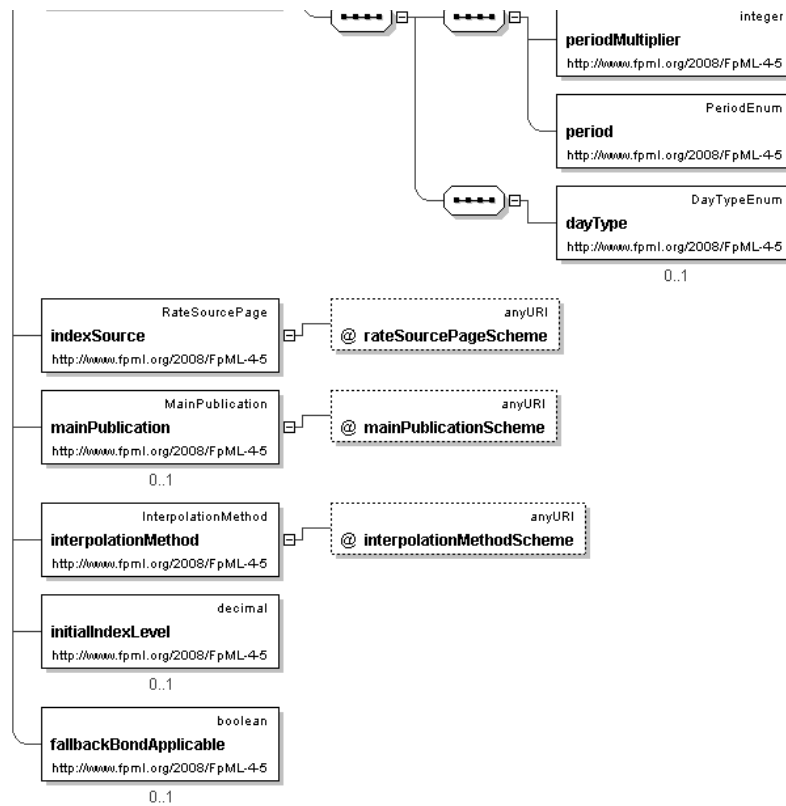 integer
periodMultiplier
http://www.fpml.org/2008/FpML-4-5
PeriodEnum
period
http://www.fpml.org/2008/FpML-4-5
DayTypeEnum
dayType
http://www.fpml.org/2008/FpML-4-5
0..1
RateSourcePage
indexSource
http://www.fpml.org/2008/FpML-4-5
anyURI
@ rateSourcePageScheme
MainPublication
mainPublication
http://www.fpml.org/2008/FpML-4-5
0..1
anyURI
@ mainPublicationScheme
InterpolationMethod
interpolationMethod
http://www.fpml.org/2008/FpML-4-5
anyURI
@ interpolationMethodScheme
decimal
initialIndexLevel
http://www.fpml.org/2008/FpML-4-5
0..1
boolean
fallbackBondApplicable
http://www.fpml.org/2008/FpML-4-5
0..1